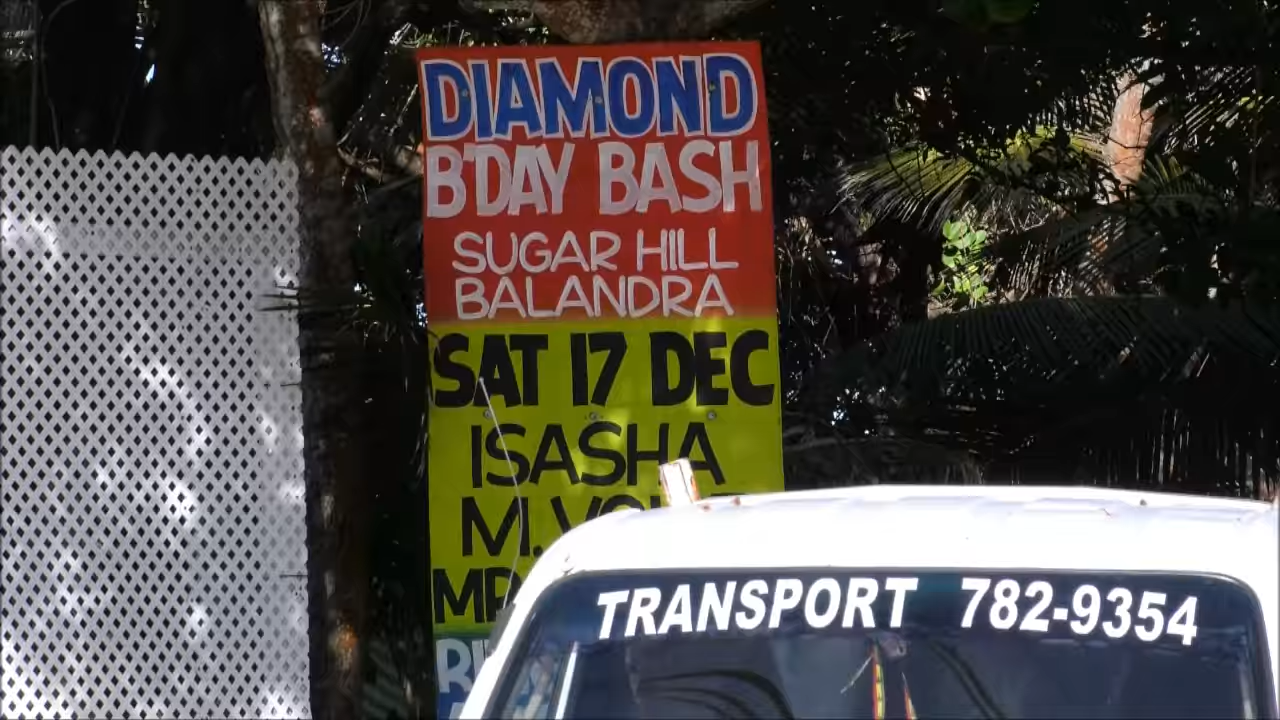 DIAMOND
B'DAY BASH
SUGAR HILL
BALANDRA
SAT 17 DEC
ISASHA
M.
TRANSPORT 782-9354